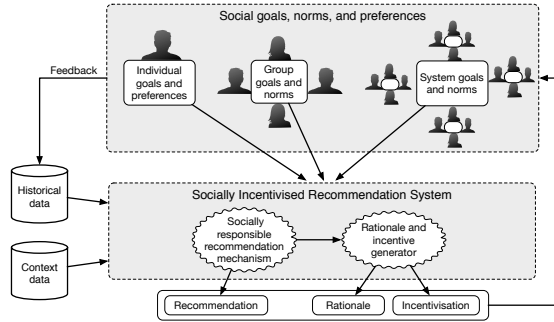 Social goals, norms, and preferences
Feedback
Individual
goals and
preferences
Group
goals and
norms
System goals
and norms
Historical
data
Socially Incentivised Recommendation System
Socially
responsible
recommendation
mechanism
Rationale and
incentive
generator
Context
data
Recommendation
Rationale
Incentivisation